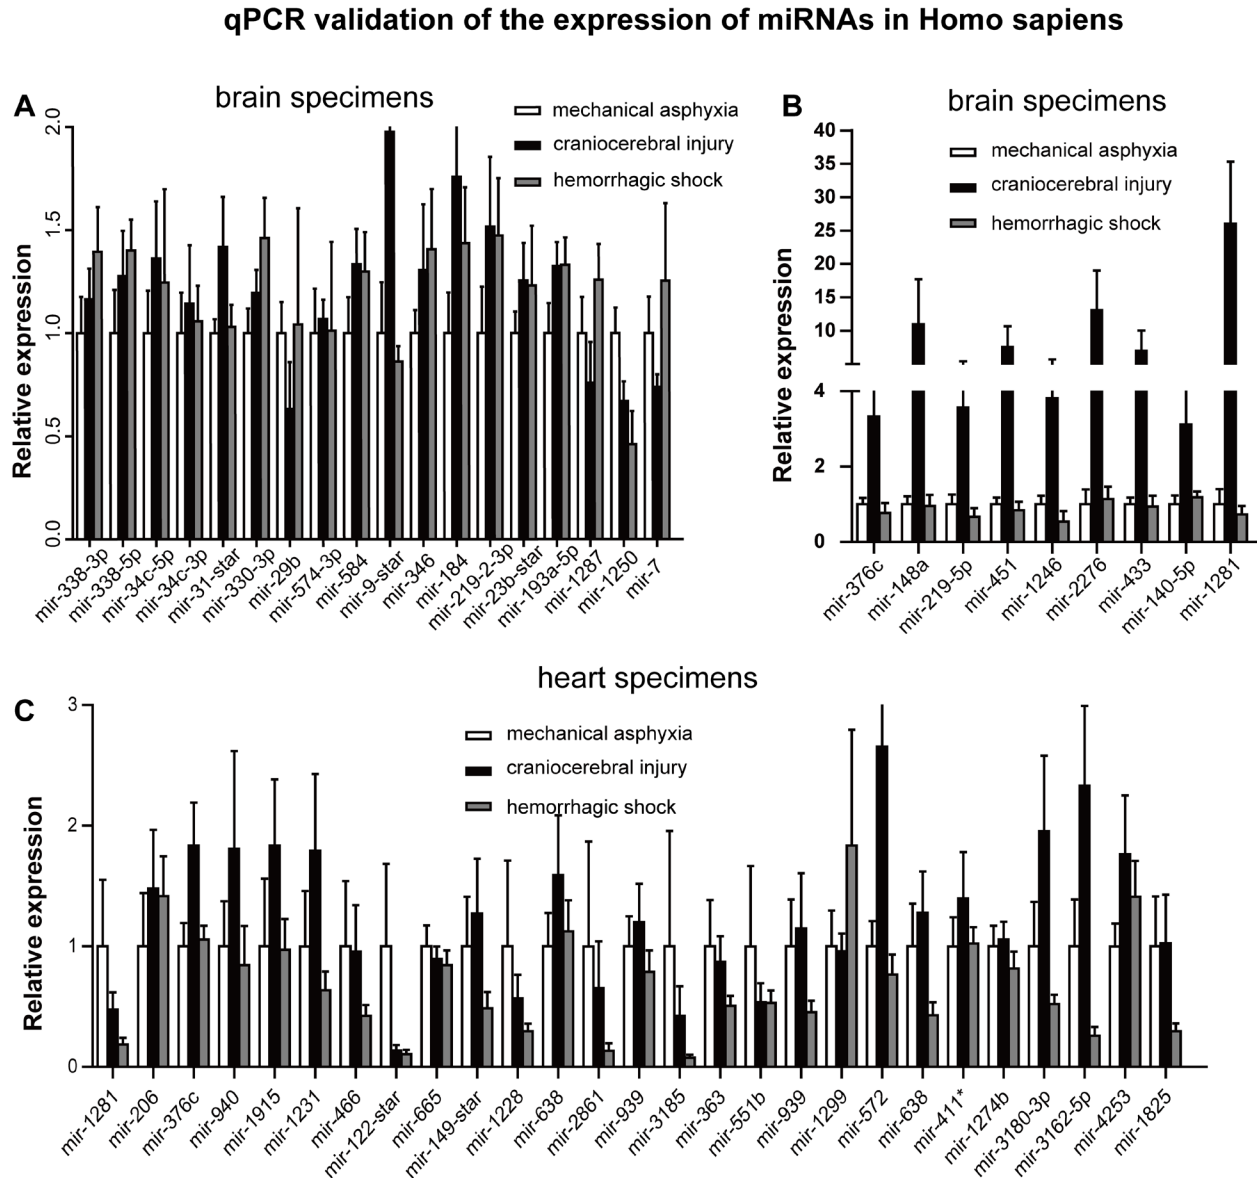 qPCR validation of the expression of miRNAs in Homo sapiens
A
brain specimens
mechanical asphyxia
craniocerebral injury
hemorrhagic shock
Relative expression
2.0
1.5
1.0
0.5
0.0
mir-338-3p
mir-338-5p
mir-34c-5p
mir-34c-3p
mir-31-star
mir-330-3p
mir-29b
mir-574-3p
mir-584
mir-9-star
mir-346
mir-184
mir-219-2-3p
mir-23b-star
mir-193a-5p
mir-1287
mir-1250
mir-7
B
brain specimens
mechanical asphyxia
craniocerebral injury
hemorrhagic shock
Relative expression
40
35
30
25
20
15
10
4
2
0
mir-376c
mir-148a
mir-219-5p
mir-451
mir-1246
mir-2276
mir-433
mir-140-5p
mir-1281
C
heart specimens
mechanical asphyxia
craniocerebral injury
hemorrhagic shock
Relative expression
3
2
1
0
mir-1281
mir-206
mir-376c
mir-940
mir-1915
mir-1231
mir-466
mir-122-star
mir-665
mir-149-star
mir-1228
mir-638
mir-2861
mir-939
mir-3185
mir-363
mir-551b
mir-939
mir-1299
mir-572
mir-638
mir-411*
mir-1274b
mir-3180-3p
mir-3162-5p
mir-4253
mir-1825